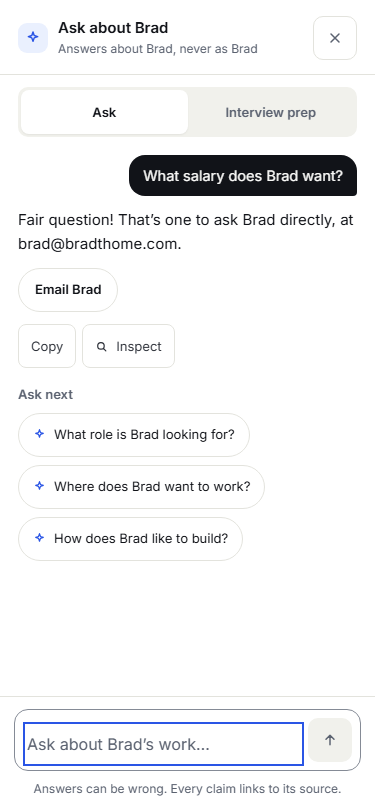 Ask about Brad
Answers about Brad, never as Brad
Ask
Interview prep
What salary does Brad want?
Fair question! That’s one to ask Brad directly, at
brad@bradthome.com.
Email Brad
Copy
Inspect
Ask next
What role is Brad looking for?
Where does Brad want to work?
How does Brad like to build?
Ask about Brad’s work...
Answers can be wrong. Every claim links to its source.